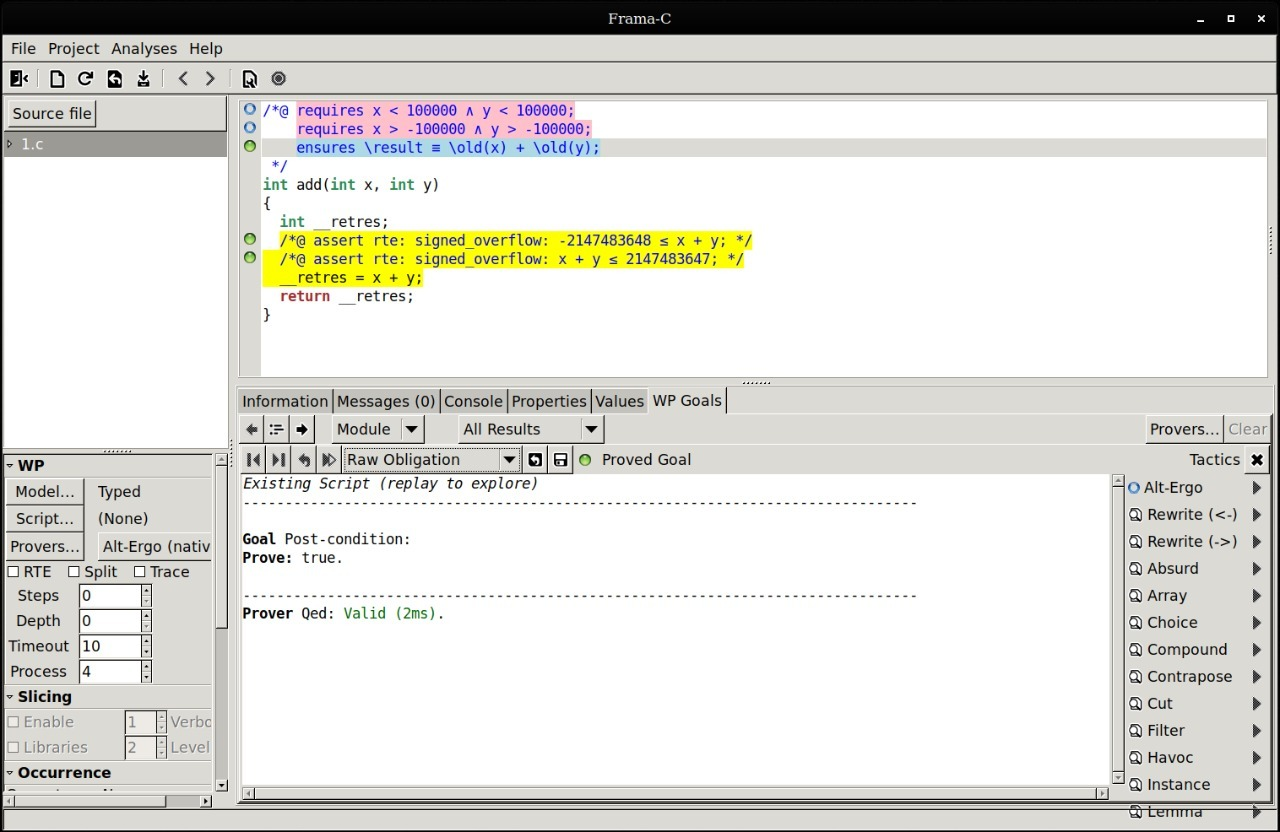 Frama-C
File Project Analyses Help
Source file
1.c
/*@ requires x < 100000 ∧ y < 100000;
requires x > -100000 ∧ y > -100000;
ensures \result ≡ \old(x) + \old(y);
*/
int add(int x, int y)
{
int __retres;
/*@ assert rte: signed_overflow: -2147483648 ≤ x + y; */
/*@ assert rte: signed_overflow: x + y ≤ 2147483647; */
__retres = x + y;
return __retres;
}
Information Messages (0) Console Properties Values WP Goals
Module All Results Provers... Clear
Raw Obligation Proved Goal Tactics
Existing Script (replay to explore)
--------------------------------------------------------------------------------
Goal Post-condition:
Prove: true.
--------------------------------------------------------------------------------
Prover Qed: Valid (2ms).
Alt-Ergo
Rewrite (<-)
Rewrite (->)
Absurd
Array
Choice
Compound
Contrapose
Cut
Filter
Havoc
Instance
Lemma
WP
Model... Typed
Script... (None)
Provers... Alt-Ergo (nativ
RTE Split Trace
Steps 0
Depth 0
Timeout 10
Process 4
Slicing
Enable 1 Verbo
Libraries 2 Level
Occurrence